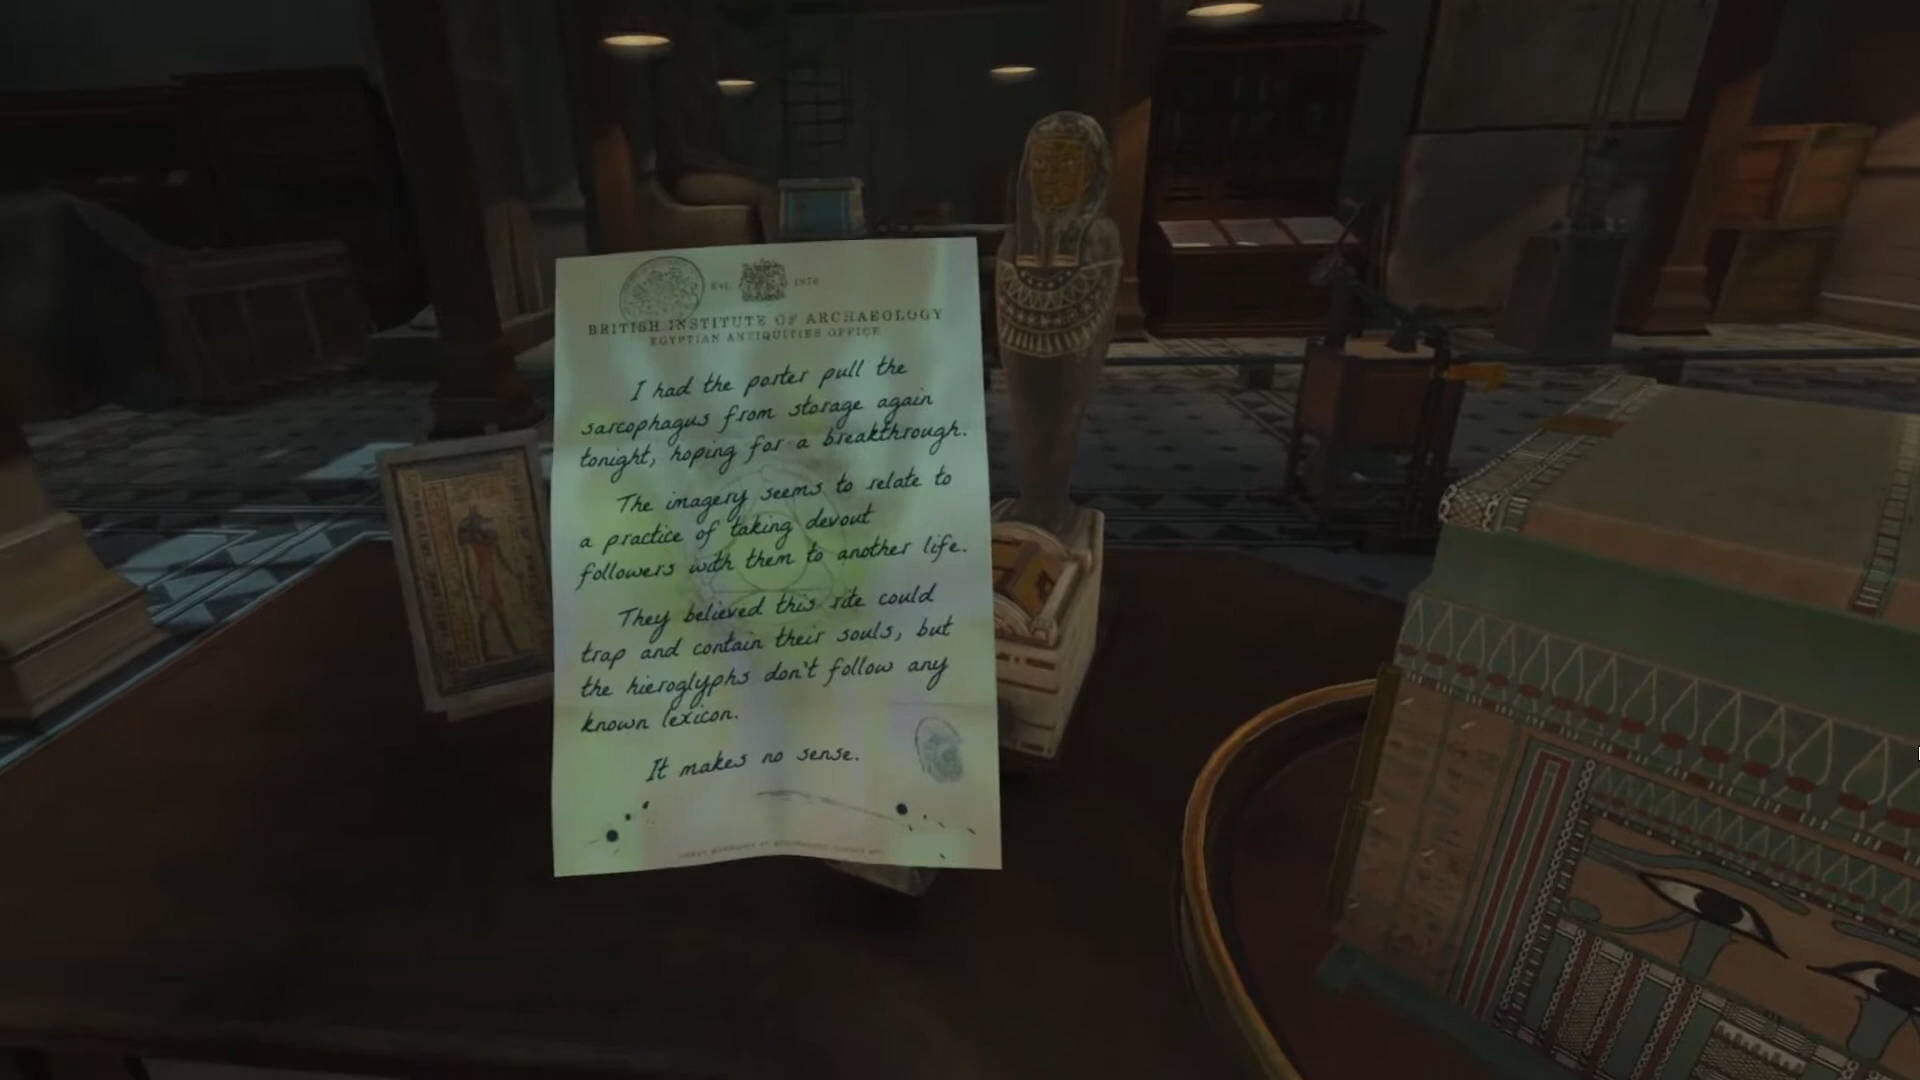 Est. 1870
BRITISH INSTITUTE OF ARCHAEOLOGY
EGYPTIAN ANTIQUITIES OFFICE
I had the porter pull the
sarcophagus from storage again
tonight, hoping for a breakthrough.
The imagery seems to relate to
a practice of taking devout
followers with them to another life.
They believed this rite could
trap and contain their souls, but
the hieroglyphs don't follow any
known lexicon.
It makes no sense.